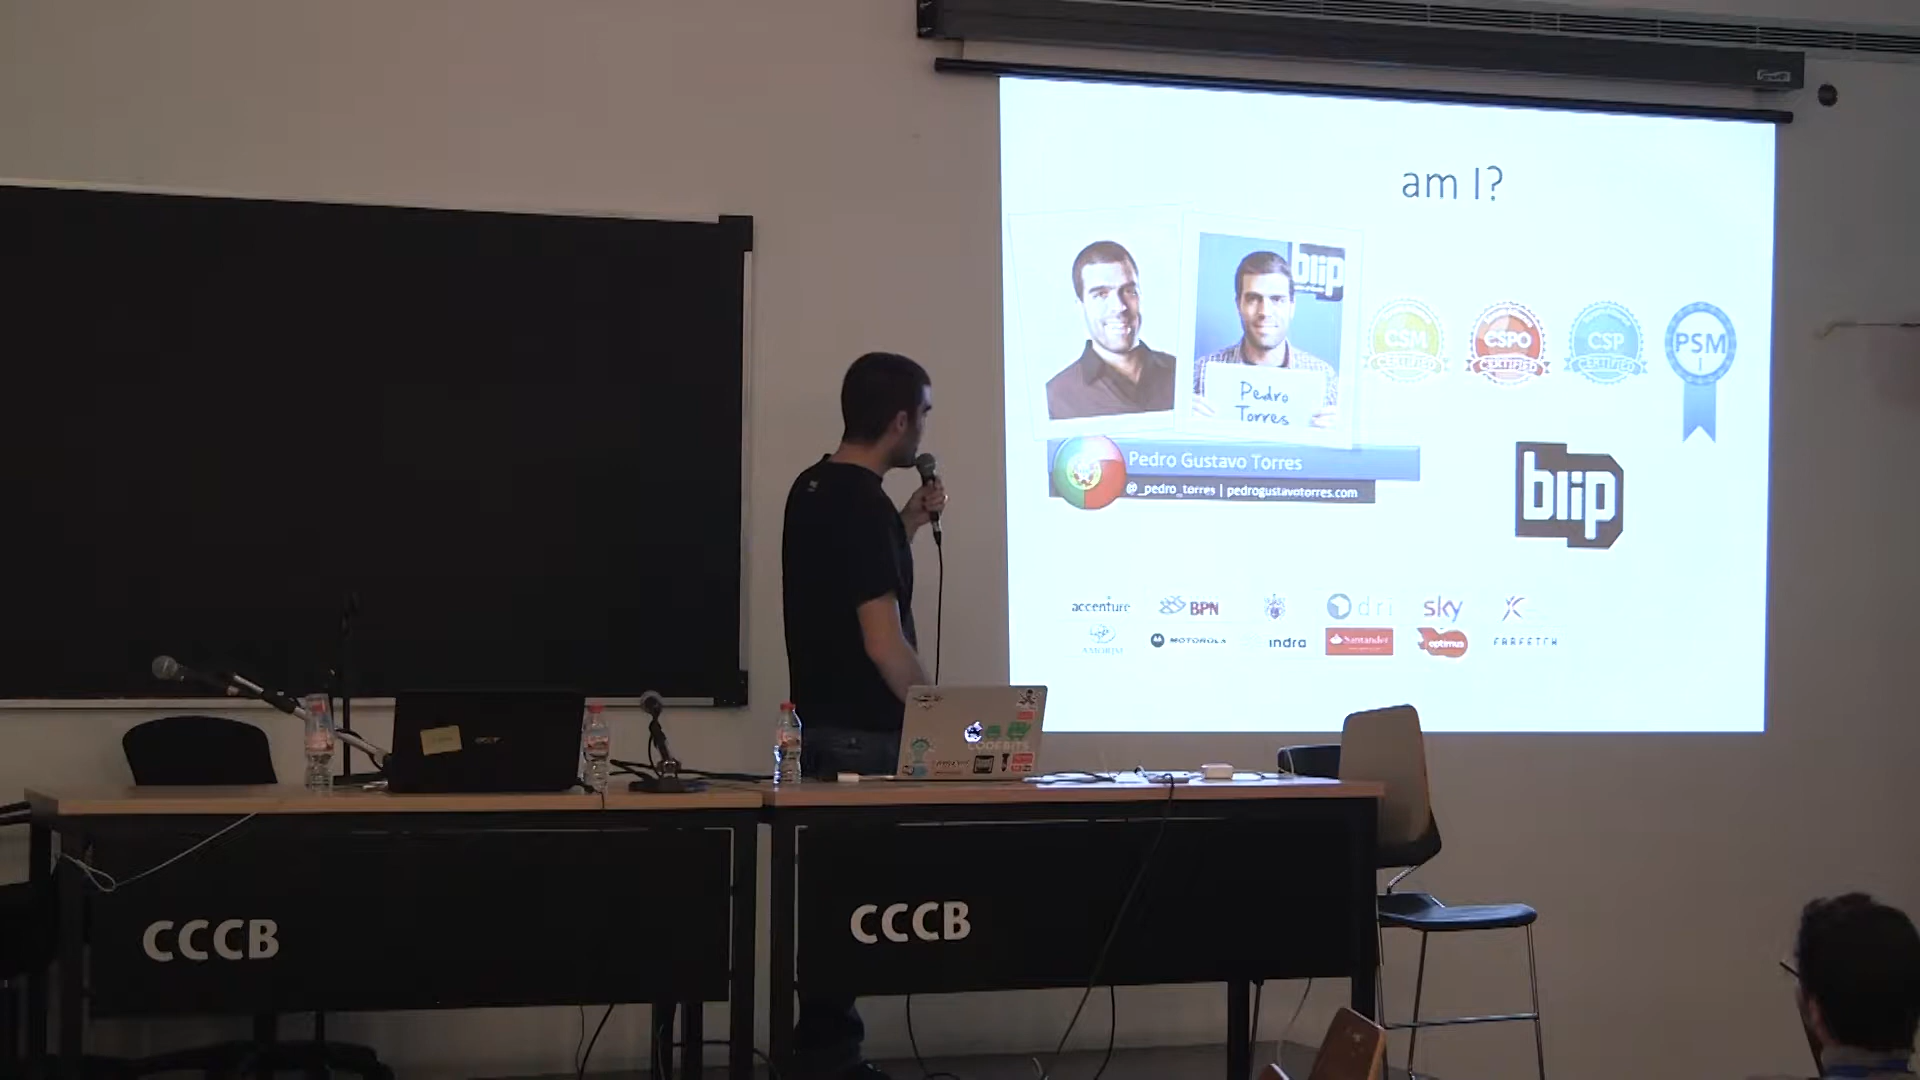 am I?
blip
Pedro
Torres
CSM
CERTIFIED
CSPO
CERTIFIED
CSP
CERTIFIED
PSM
I
Pedro Gustavo Torres
@_pedro_torres | pedrogustavotorres.com
blip
accenture
BPN
dri
sky
AMORIM
MOTOROLA
indra
Santander
optimus
FARFETCH
acer
CODEBITS
CCCB
CCCB